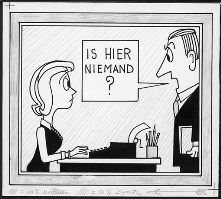 IS HIER
NIEMAND
?